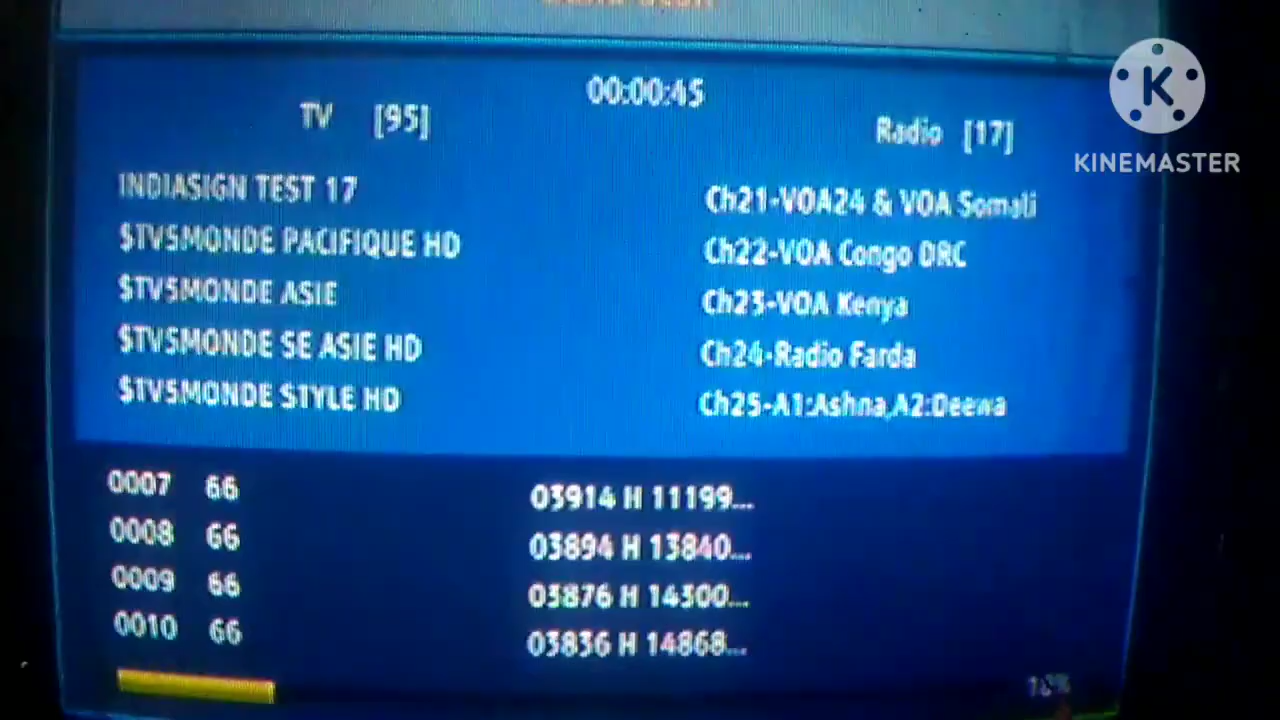 00:00:45
TV [95]
Radio [17]
INDIASIGN TEST 17
$TV5MONDE PACIFIQUE HD
$TV5MONDE ASIE
$TV5MONDE SE ASIE HD
$TV5MONDE STYLE HD
Ch21-VOA24 & VOA Somali
Ch22-VOA Congo DRC
Ch23-VOA Kenya
Ch24-Radio Farda
Ch25-A1:Ashna,A2:Deewa
0007 66 03914 H 11199...
0008 66 03894 H 13840...
0009 66 03876 H 14300...
0010 66 03836 H 14868...
K
KINEMASTER